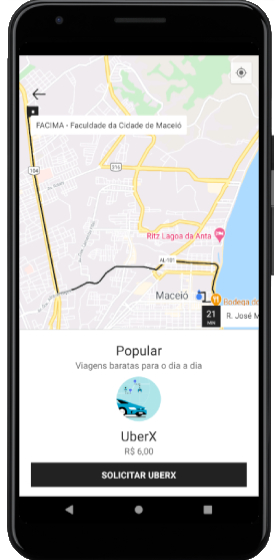 FACIMA - Faculdade da Cidade de Maceió
104
316
Ritz Lagoa da Anta
AL-101
Maceió
Bodega do
21
MIN
R. José M
Popular
Viagens baratas para o dia a dia
UberX
R$ 6,00
SOLICITAR UBERX